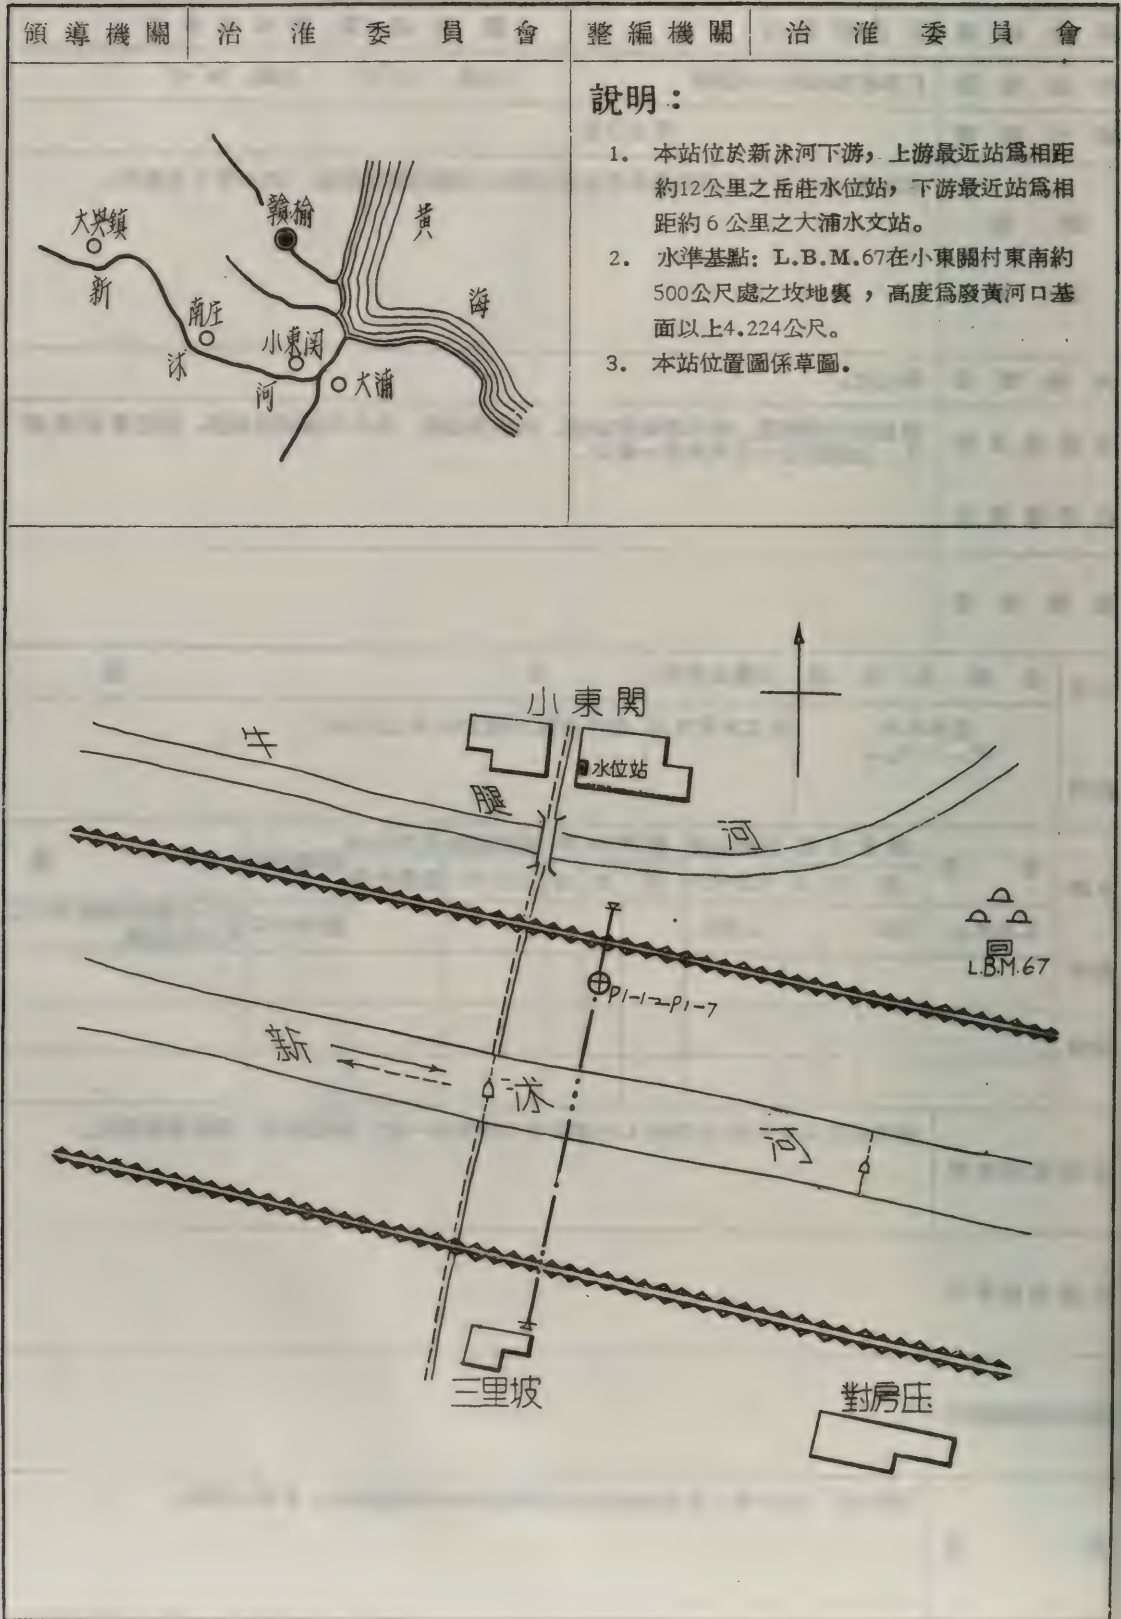 領導機關 治淮委員會 整編機關 治淮委員會
說明：
1. 本站位於新沭河下游，上游最近站爲相距
約12公里之岳莊水位站，下游最近站爲相
距約6公里之大浦水文站。
2. 水準基點：L.B.M.67在小東關村東南約
500公尺處之坟地裏，高度爲廢黃河口基
面以上4.224公尺。
3. 本站位置圖係草圖。
大興鎮
贛榆
黃
海
新
南庄
沭
小東関
河
大浦
小東関
水位站
牛
腿
河
L.B.M.67
P1-1~P1-7
新
沭
河
三里坡
對房庄